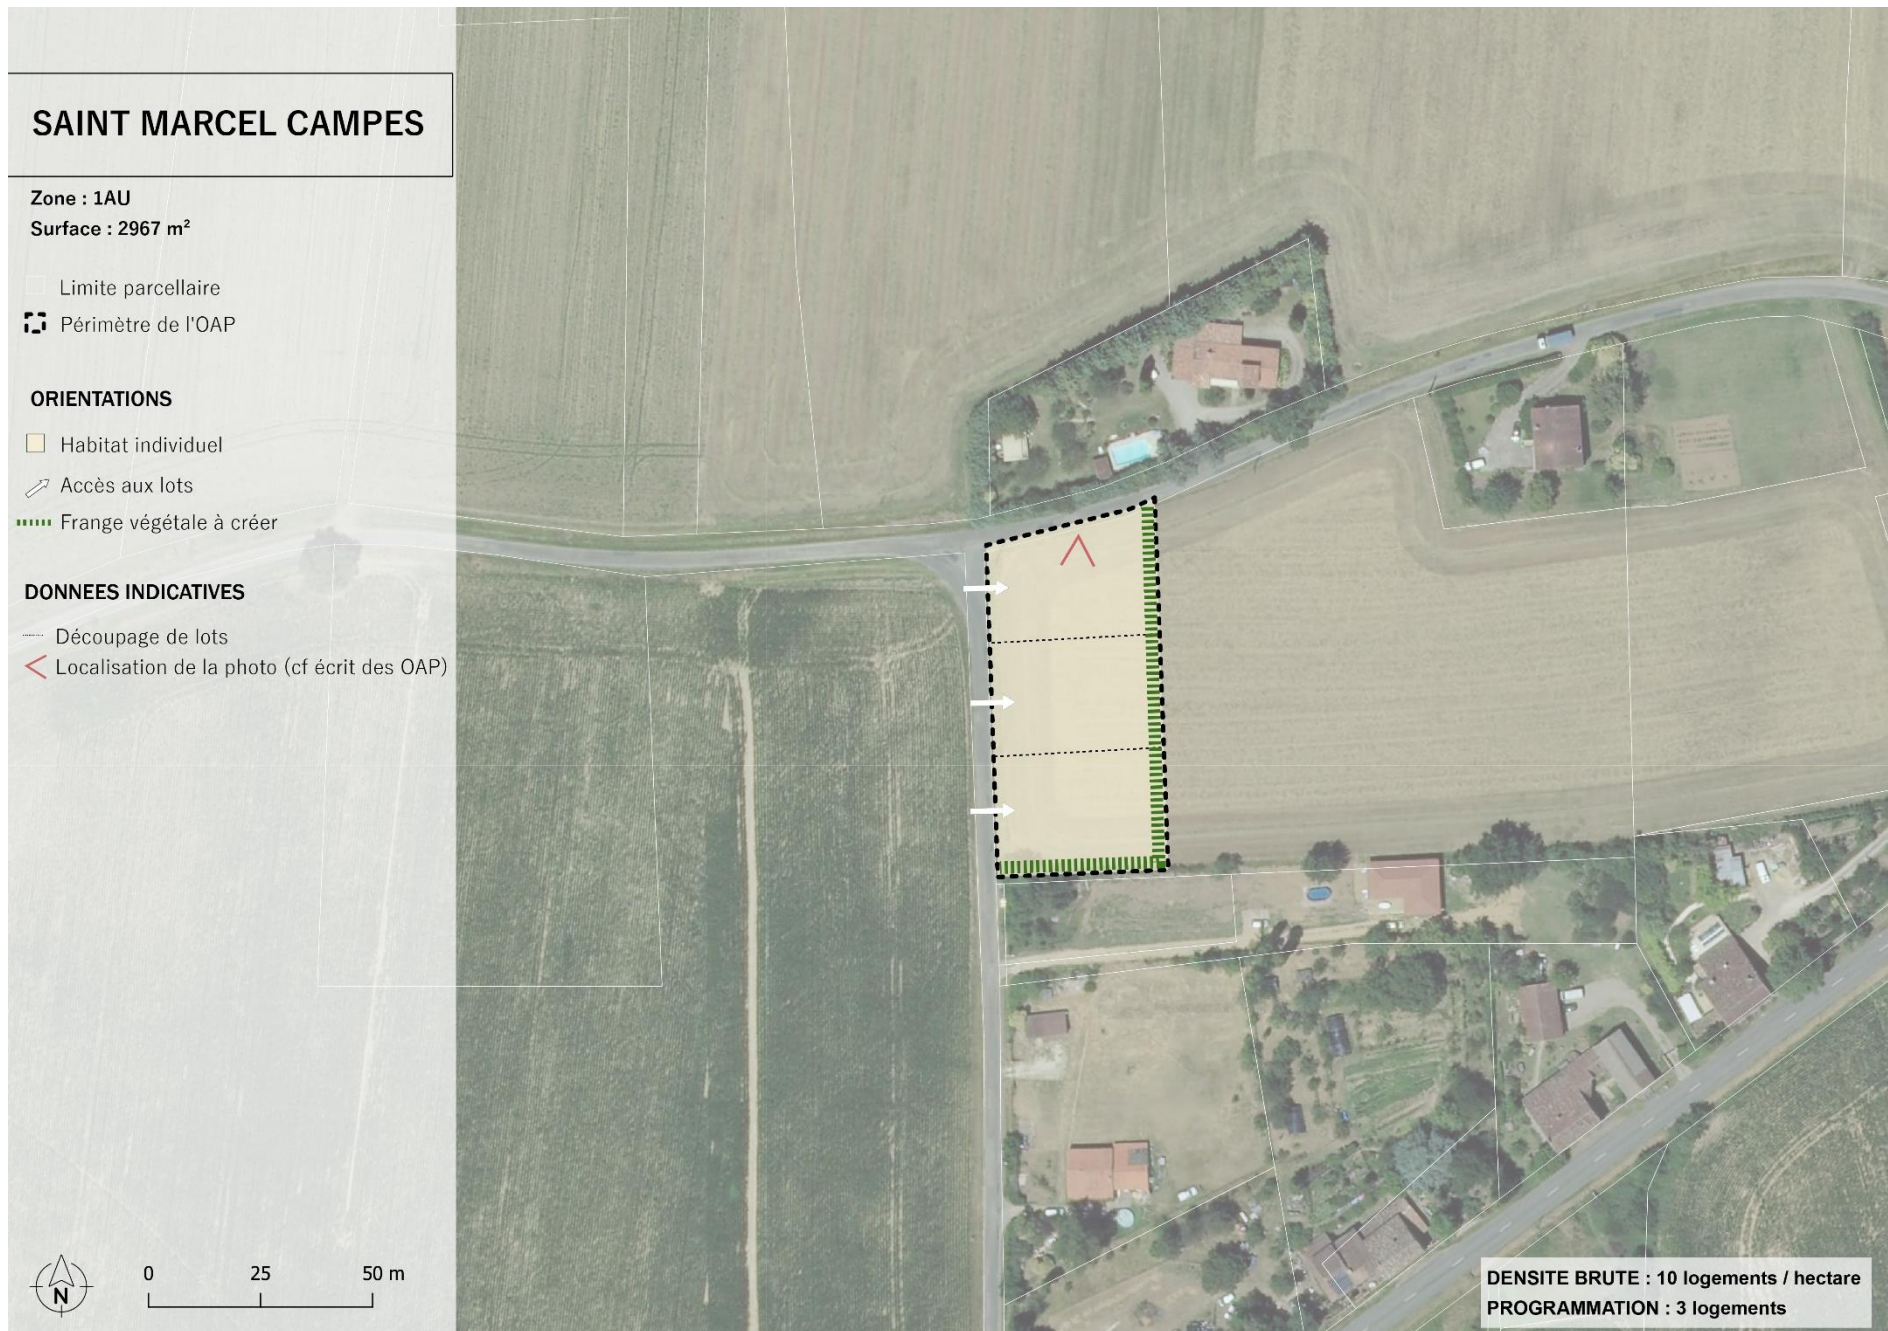 SAINT MARCEL CAMPES
Zone : 1AU
Surface : 2967 m²
Limite parcellaire
Périmètre de l'OAP
ORIENTATIONS
Habitat individuel
Accès aux lots
Frange végétale à créer
DONNEES INDICATIVES
Découpage de lots
Localisation de la photo (cf écrit des OAP)
N
0 25 50 m
DENSITE BRUTE : 10 logements / hectare
PROGRAMMATION : 3 logements